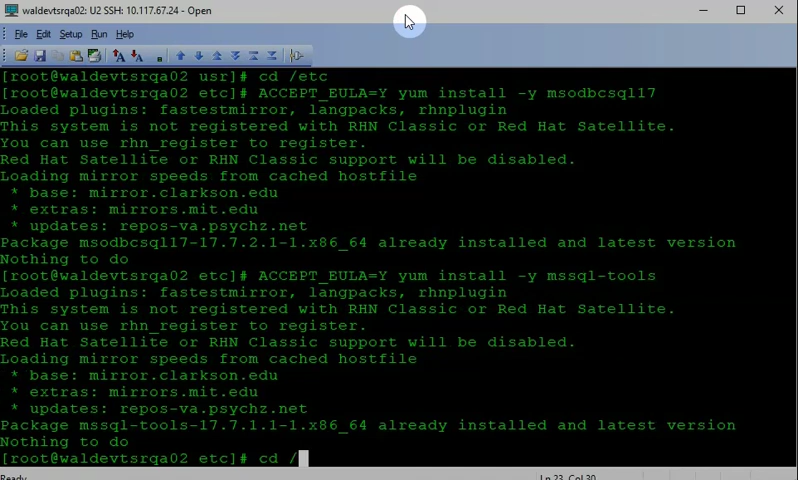 waldevtsrqa02: U2 SSH: 10.117.67.24 - Open
File Edit Setup Run Help
[root@waldevtsrqa02 usr]# cd /etc
[root@waldevtsrqa02 etc]# ACCEPT_EULA=Y yum install -y msodbcsql17
Loaded plugins: fastestmirror, langpacks, rhnplugin
This system is not registered with RHN Classic or Red Hat Satellite.
You can use rhn_register to register.
Red Hat Satellite or RHN Classic support will be disabled.
Loading mirror speeds from cached hostfile
 * base: mirror.clarkson.edu
 * extras: mirrors.mit.edu
 * updates: repos-va.psychz.net
Package msodbcsql17-17.7.2.1-1.x86_64 already installed and latest version
Nothing to do
[root@waldevtsrqa02 etc]# ACCEPT_EULA=Y yum install -y mssql-tools
Loaded plugins: fastestmirror, langpacks, rhnplugin
This system is not registered with RHN Classic or Red Hat Satellite.
You can use rhn_register to register.
Red Hat Satellite or RHN Classic support will be disabled.
Loading mirror speeds from cached hostfile
 * base: mirror.clarkson.edu
 * extras: mirrors.mit.edu
 * updates: repos-va.psychz.net
Package mssql-tools-17.7.1.1-1.x86_64 already installed and latest version
Nothing to do
[root@waldevtsrqa02 etc]# cd /
Ready Ln 23, Col 30